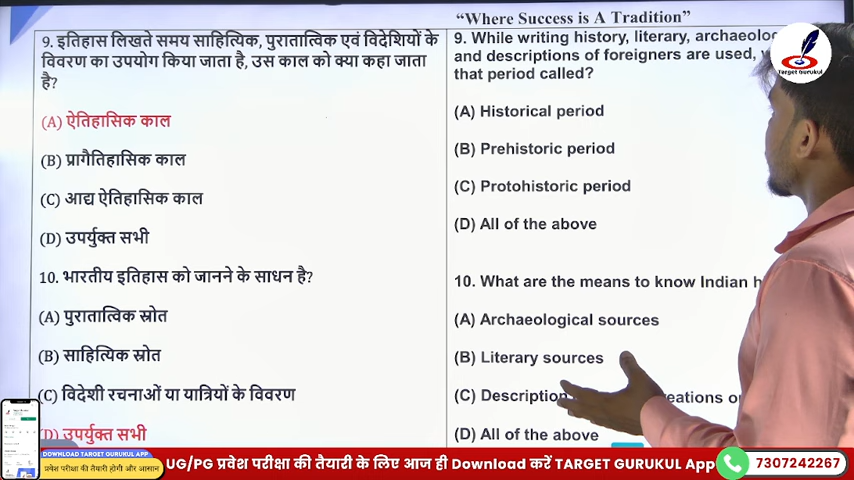 "Where Success is A Tradition"
9. इतिहास लिखते समय साहित्यिक, पुरातात्विक एवं विदेशियों के
विवरण का उपयोग किया जाता है, उस काल को क्या कहा जाता
है?
(A) ऐतिहासिक काल
(B) प्रागैतिहासिक काल
(C) आद्य ऐतिहासिक काल
(D) उपर्युक्त सभी
10. भारतीय इतिहास को जानने के साधन है?
(A) पुरातात्विक स्रोत
(B) साहित्यिक स्रोत
(C) विदेशी रचनाओं या यात्रियों के विवरण
(D) उपर्युक्त सभी
9. While writing history, literary,
and descriptions of foreigners are used,
that period called?
(A) Historical period
(B) Prehistoric period
(C) Protohistoric period
(D) All of the above
10. What are the means to know Indian
(A) Archaeological sources
(B) Literary sources
(C) Description
(D) All of the above
Target Gurukul
DOWNLOAD TARGET GURUKUL APP
प्रवेश परीक्षा की तैयारी होगी और आसान
UG/PG प्रवेश परीक्षा की तैयारी के लिए आज ही Download करें TARGET GURUKUL App
7307242267